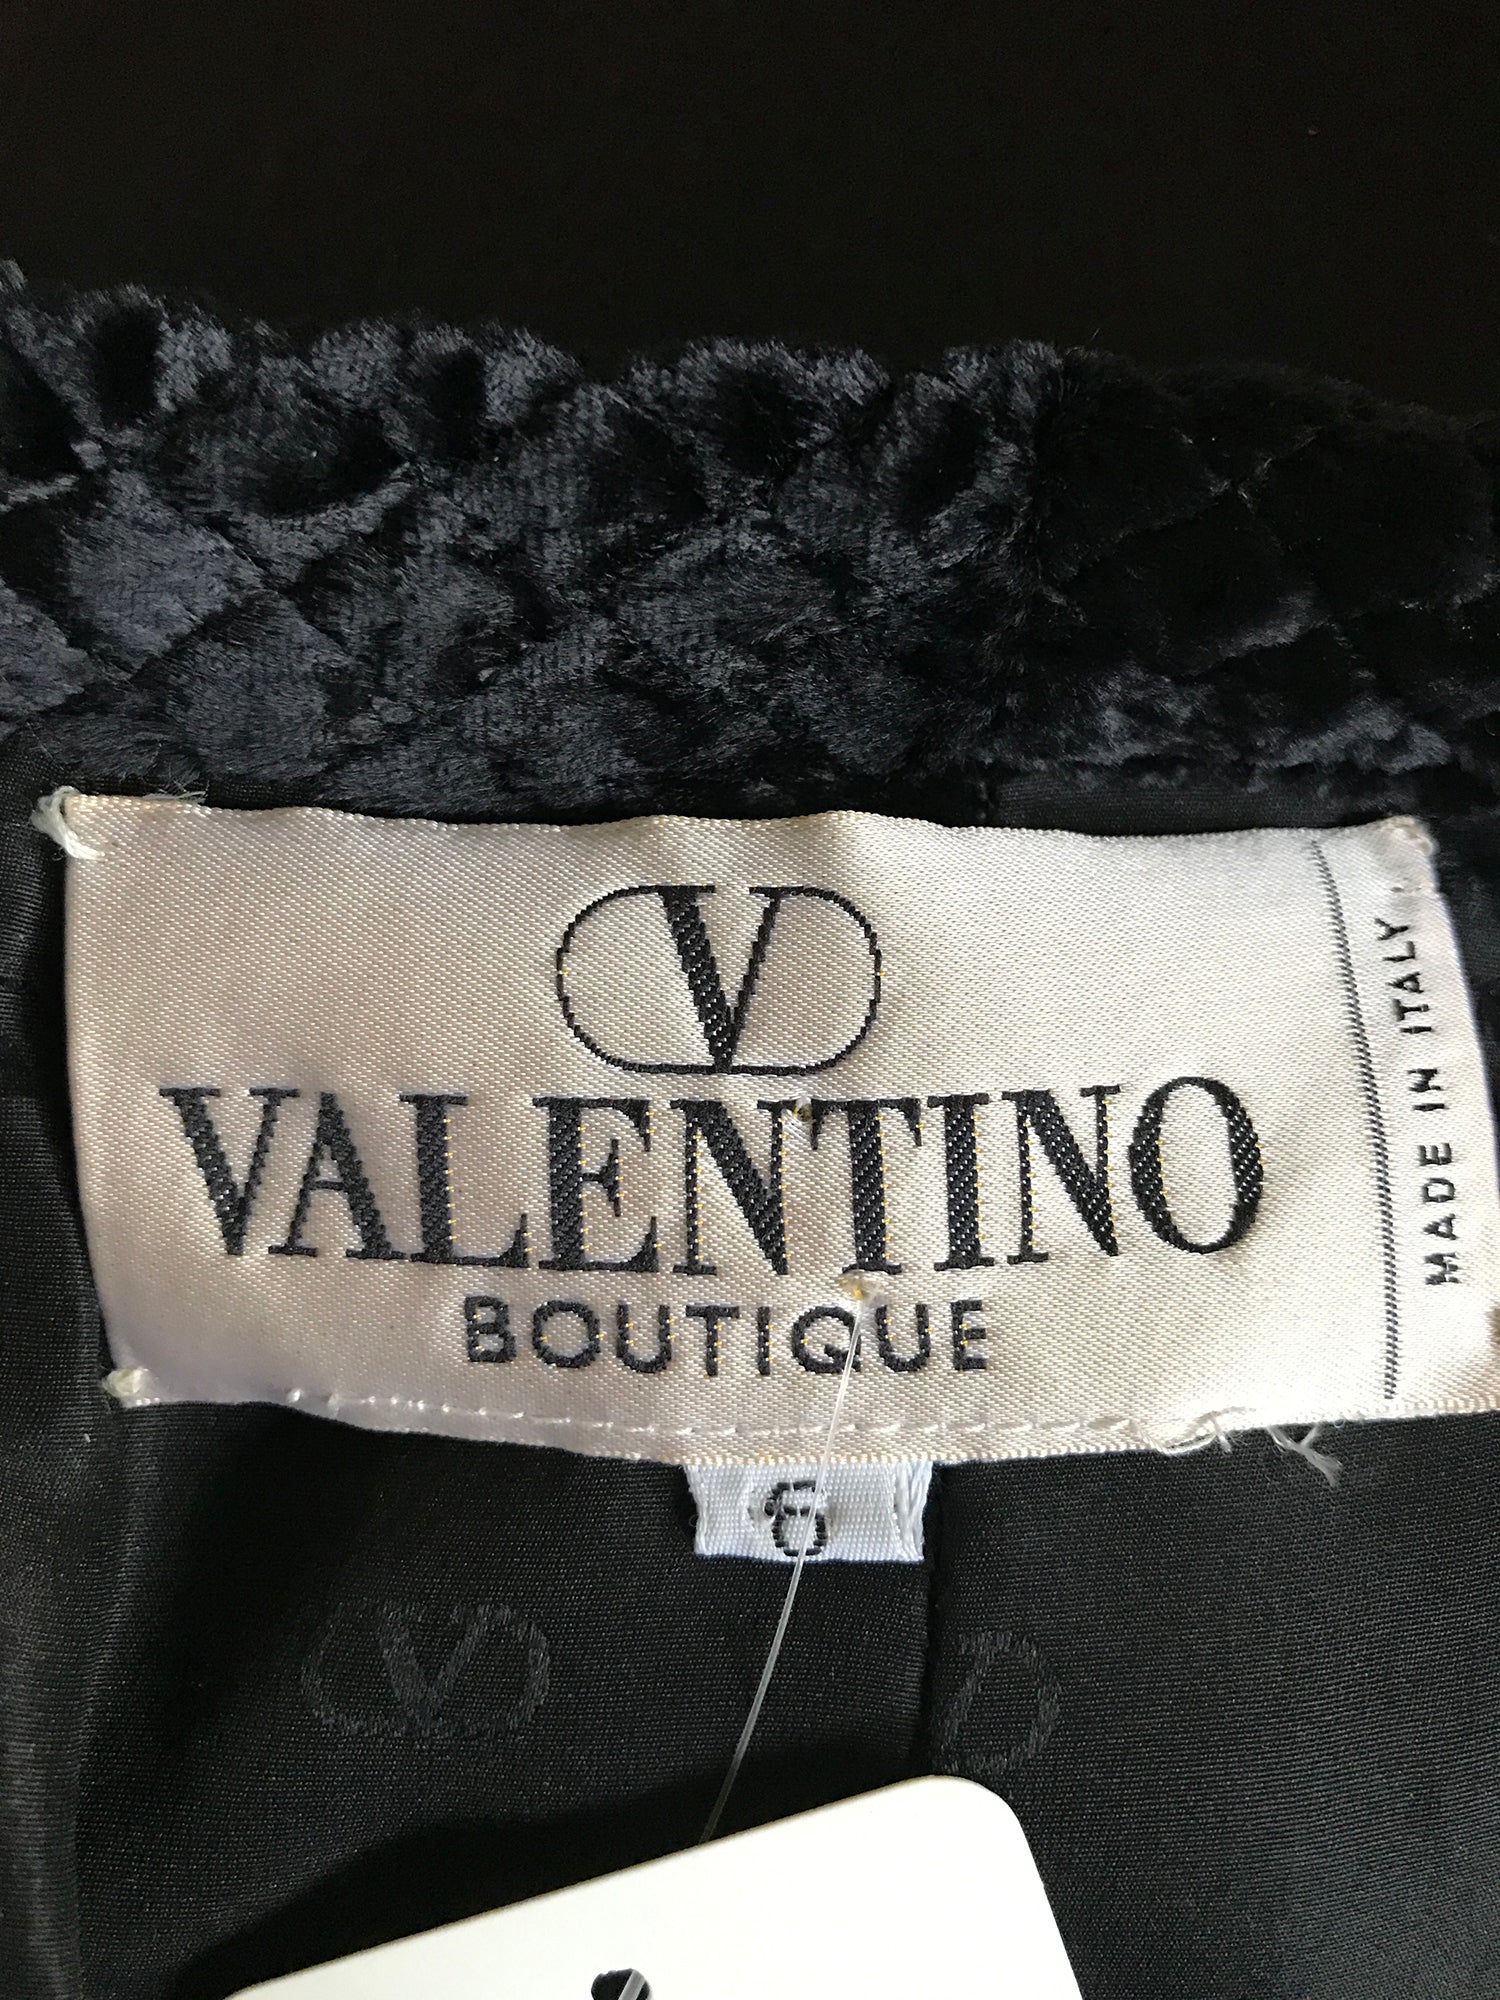 V
VALENTINO
BOUTIQUE
MADE IN ITALY
6
V